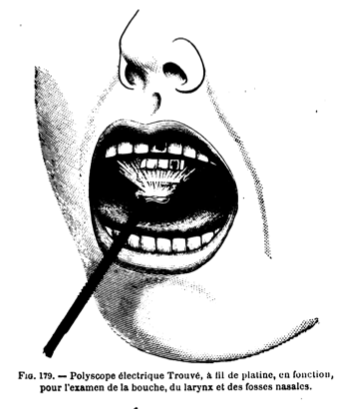 FIG. 179. — Polyscope électrique Trouvé, à fil de platine, en fonction,
pour l'examen de la bouche, du larynx et des fosses nasales.